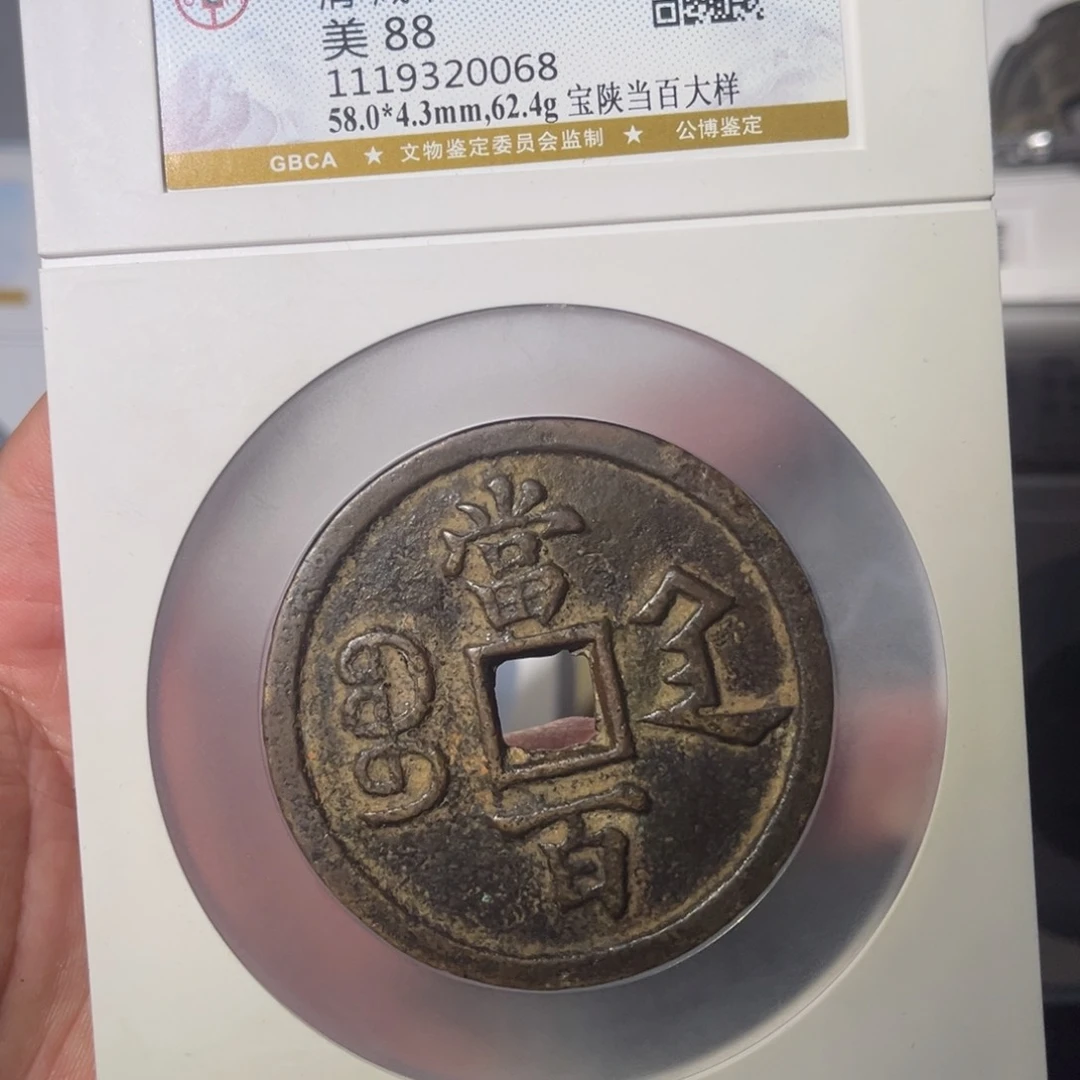 美 88
1119320068
58.0*4.3mm,62.4g 宝陕当百大样
GBCA ★ 文物鉴定委员会监制 ★ 公博鉴定
當
百